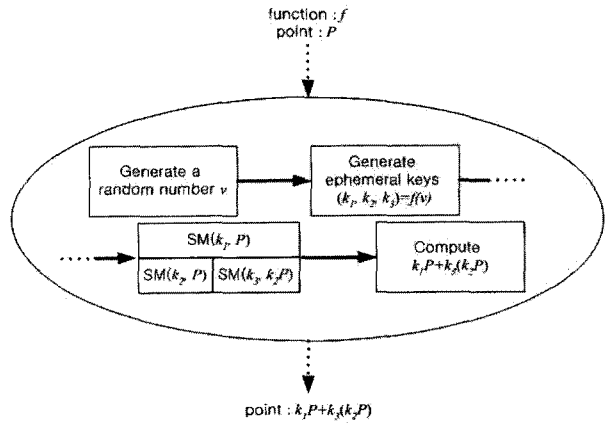 function : f
point : P
Generate a
random number v
Generate
ephemeral keys
(k₁, k₂, k₃)=f(v)
SM(k₁, P)
SM(k₂, P) SM(k₃, k₂P)
Compute
k₁P+k₃(k₂P)
point : k₁P+k₃(k₂P)